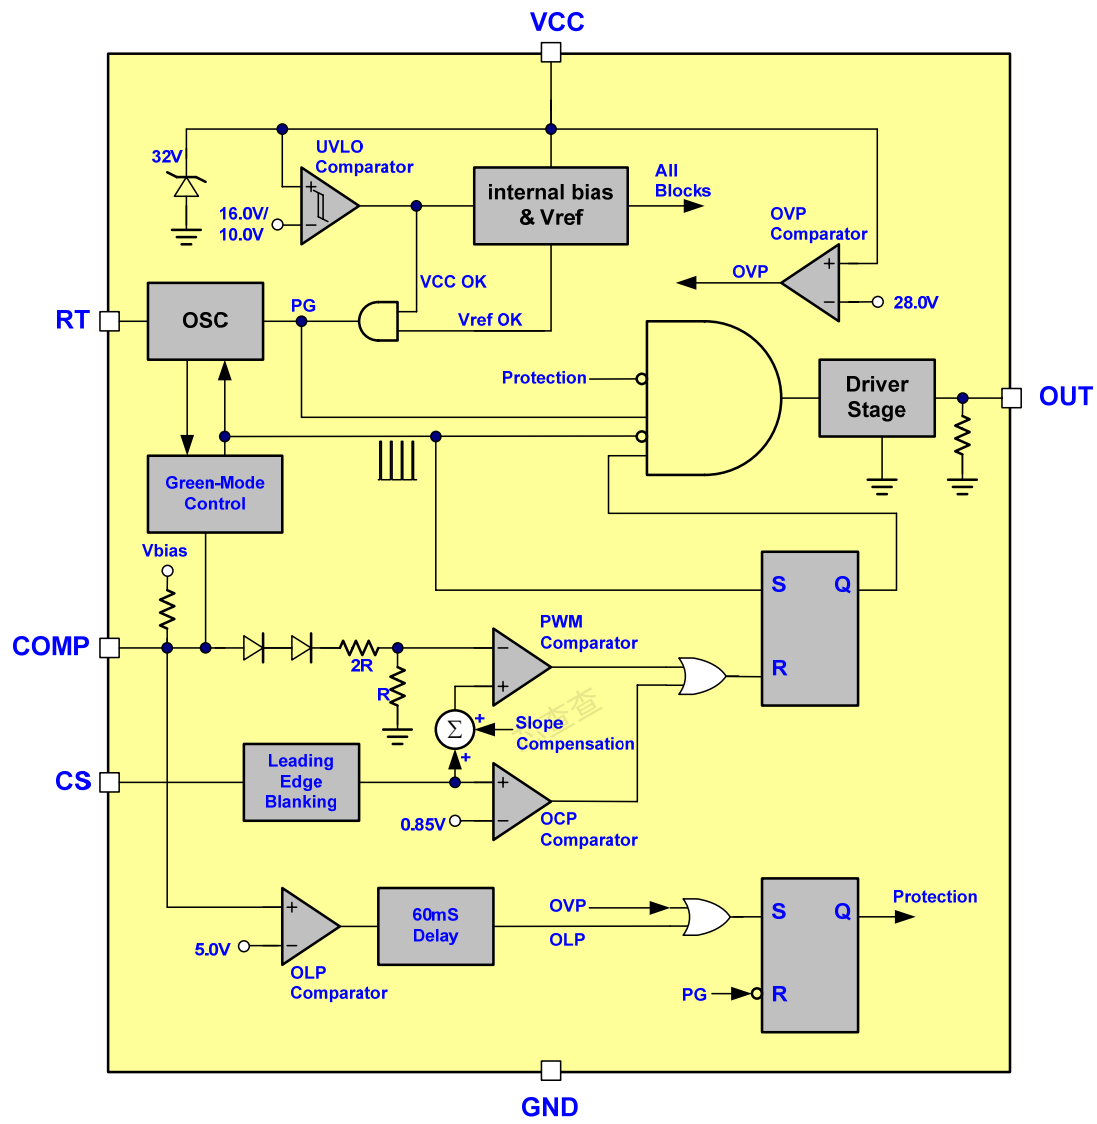 VCC
32V
UVLO
Comparator
16.0V/
10.0V
internal bias
& Vref
All
Blocks
OVP
Comparator
OVP
28.0V
VCC OK
Vref OK
PG
RT
OSC
Protection
Driver
Stage
OUT
Green-Mode
Control
Vbias
COMP
2R
R
PWM
Comparator
S
Q
R
Σ
+
+
Slope
Compensation
CS
Leading
Edge
Blanking
0.85V
OCP
Comparator
5.0V
OLP
Comparator
60mS
Delay
OVP
OLP
S
Q
Protection
PG
R
GND
查查